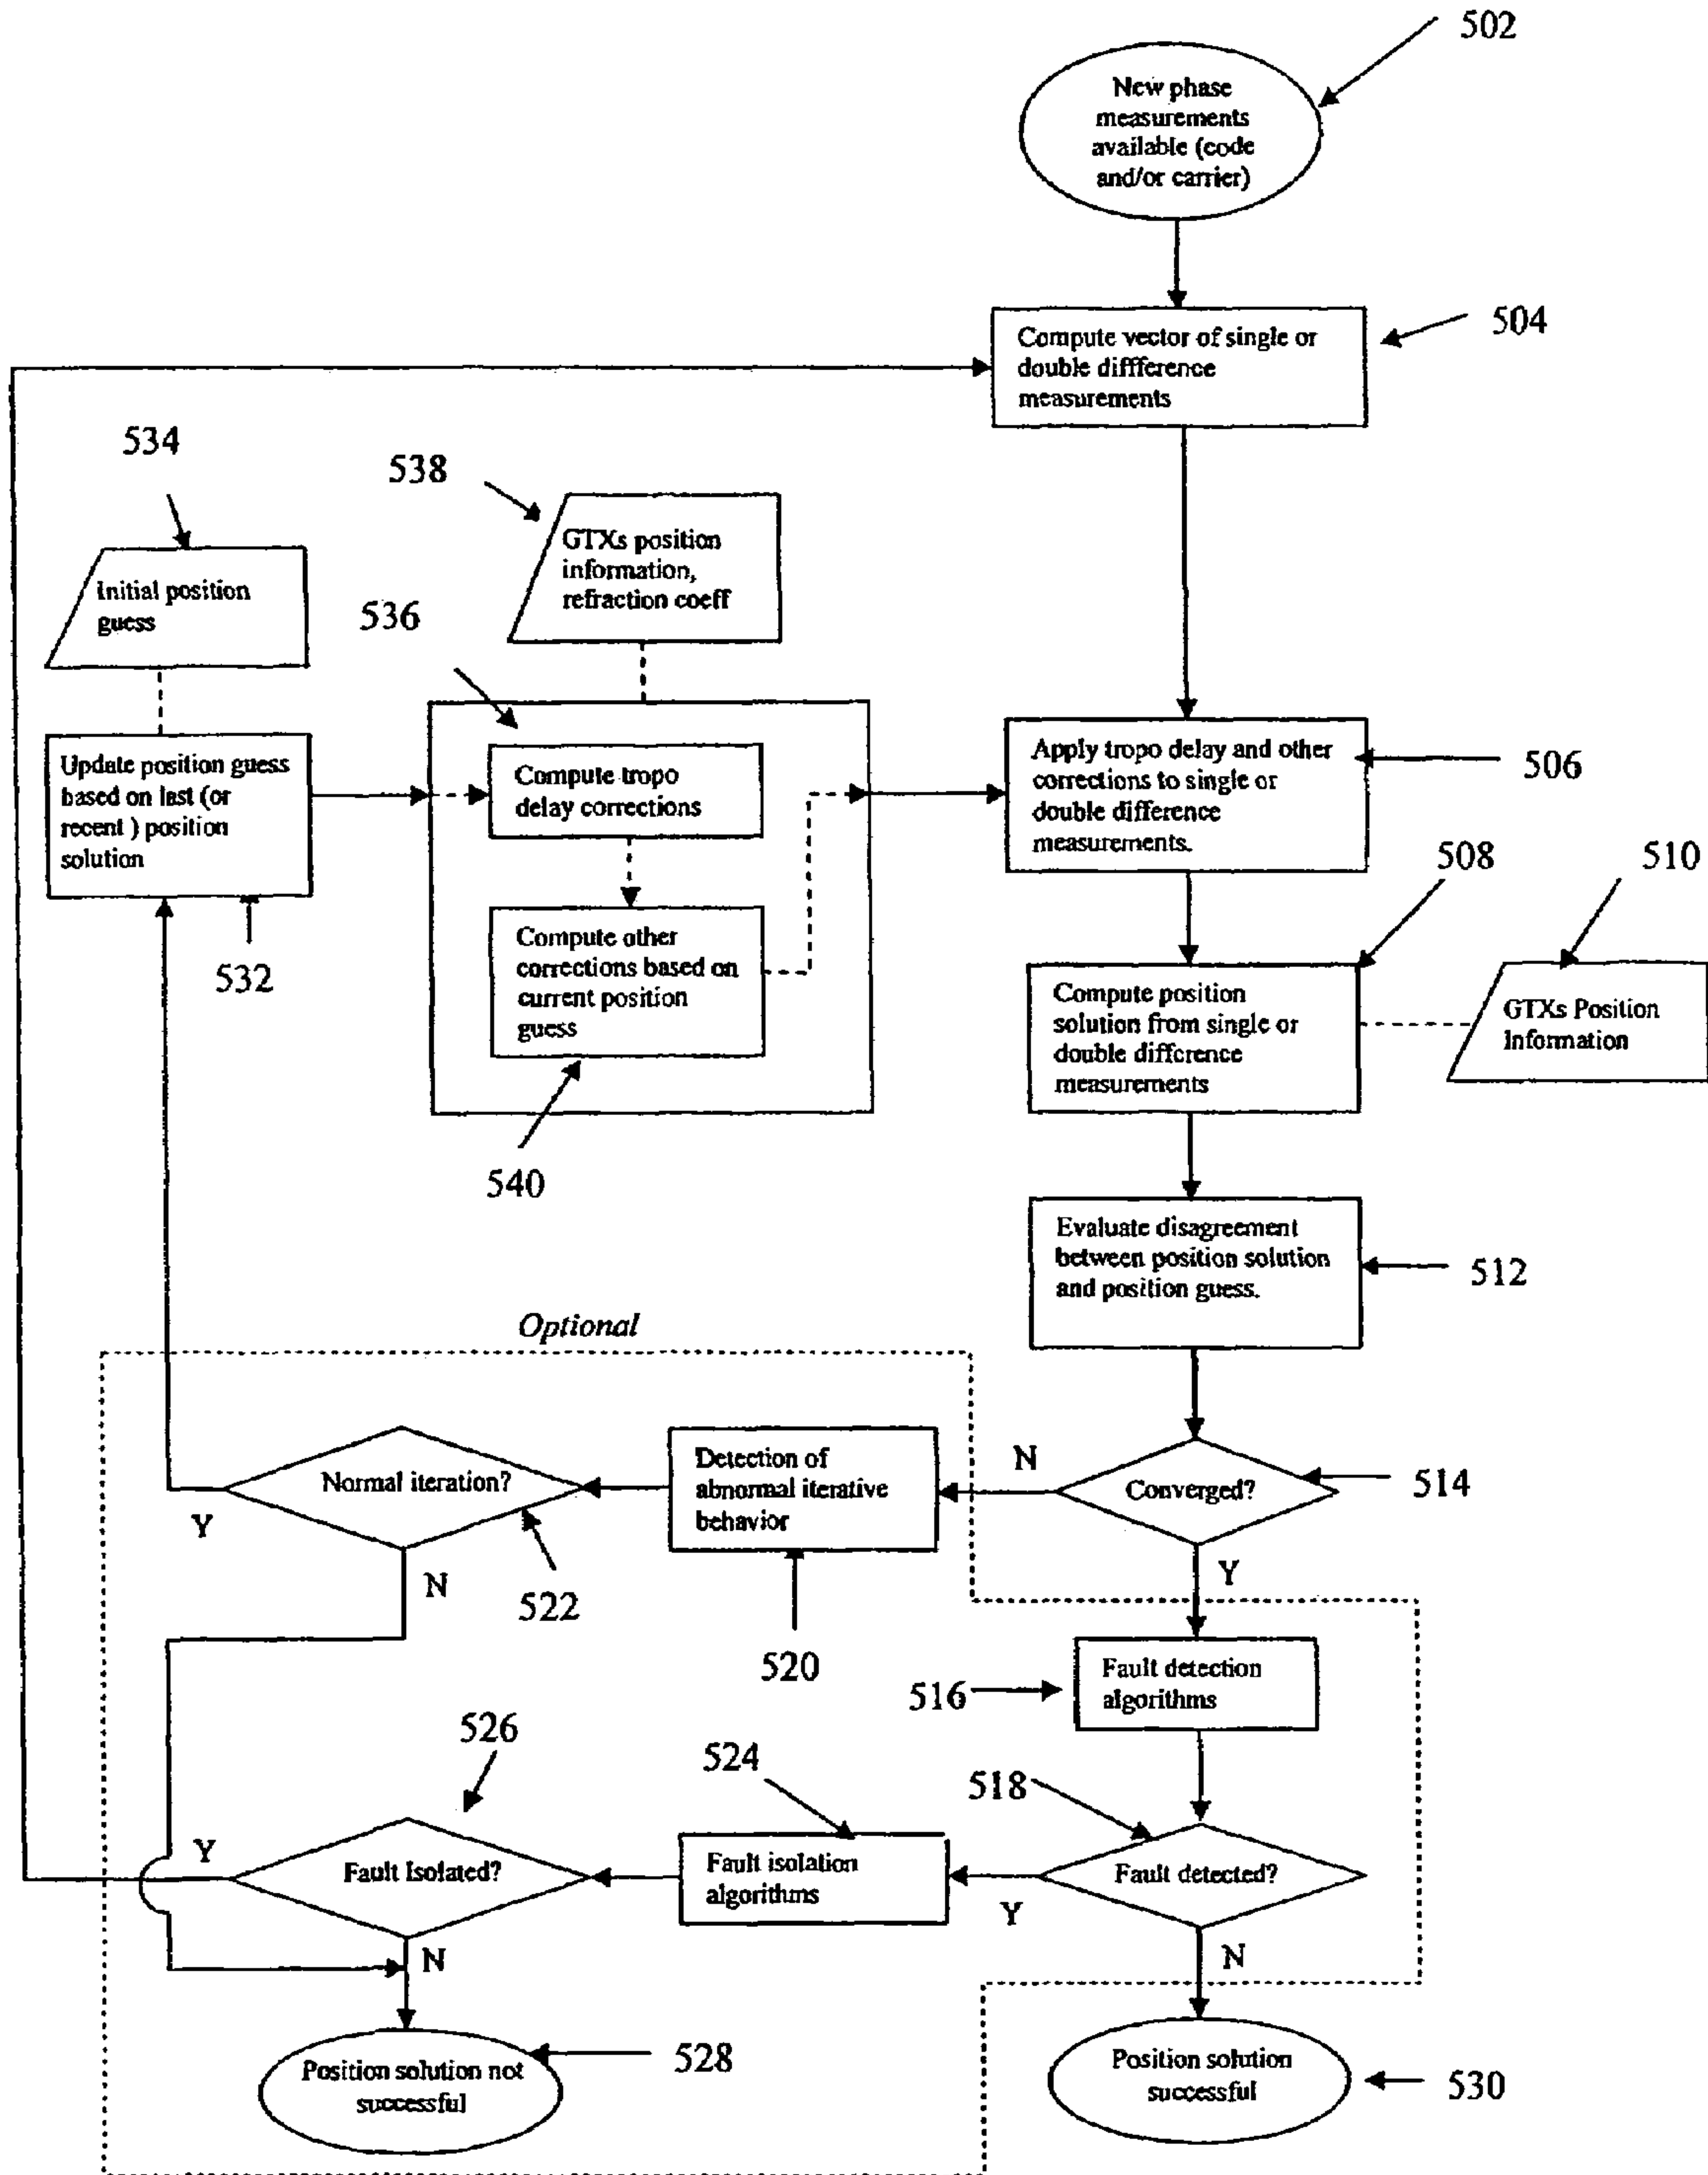 502
New phase
measurements
available (code
and/or carrier)
504
Compute vector of single or
double diffference
measurements
534
538
Initial position
guess
GTXs position
information,
refraction coeff
536
Update position guess
based on last (or
recent ) position
solution
532
Compute tropo
delay corrections
Compute other
corrections based on
current position
guess
540
Apply tropo delay and other
corrections to single or
double difference
measurements.
506
508
510
Compute position
solution from single or
double difference
measurements
GTXs Position
Information
Evaluate disagreement
between position solution
and position guess.
512
Optional
Normal iteration?
Y
N
522
Detection of
abnormal iterative
behavior
520
N
Converged?
514
Y
516
Fault detection
algorithms
526
524
518
Y
Fault Isolated?
N
Fault isolation
algorithms
Y
Fault detected?
N
Position solution not
successful
528
Position solution
successful
530